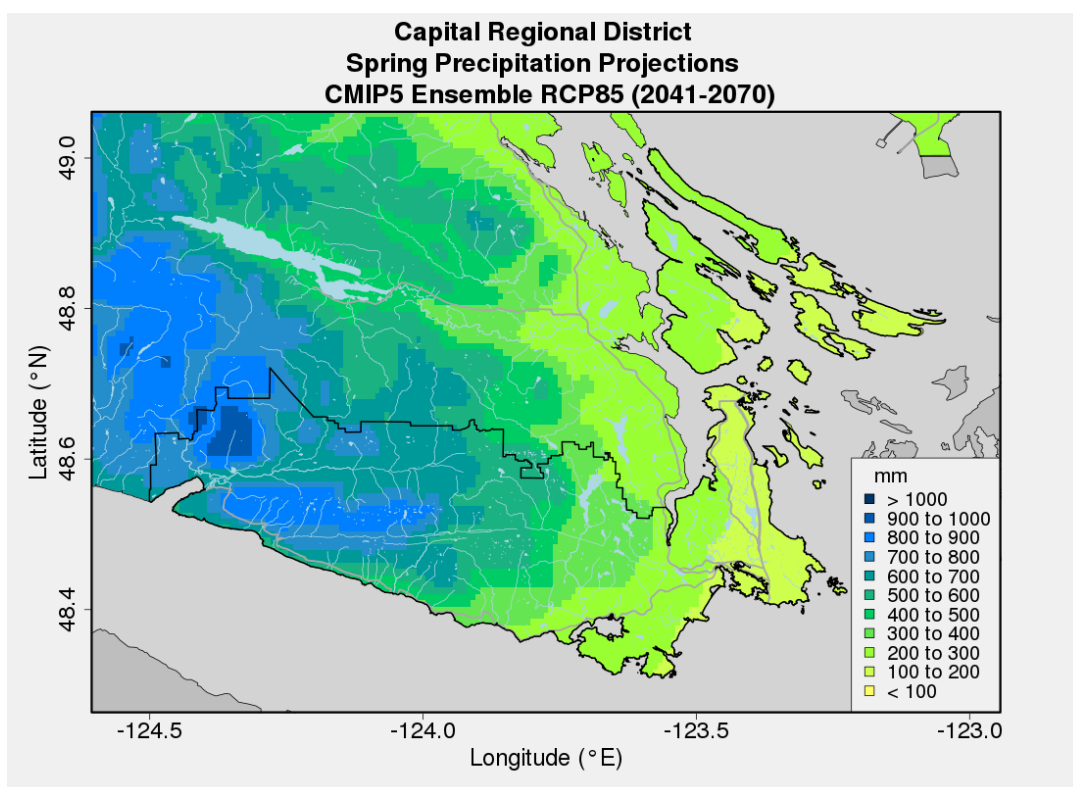 Capital Regional District
Spring Precipitation Projections
CMIP5 Ensemble RCP85 (2041-2070)
49.0
48.8
48.6
48.4
Latitude (°N)
mm
> 1000
900 to 1000
800 to 900
700 to 800
600 to 700
500 to 600
400 to 500
300 to 400
200 to 300
100 to 200
< 100
-124.5
-124.0
-123.5
-123.0
Longitude (°E)